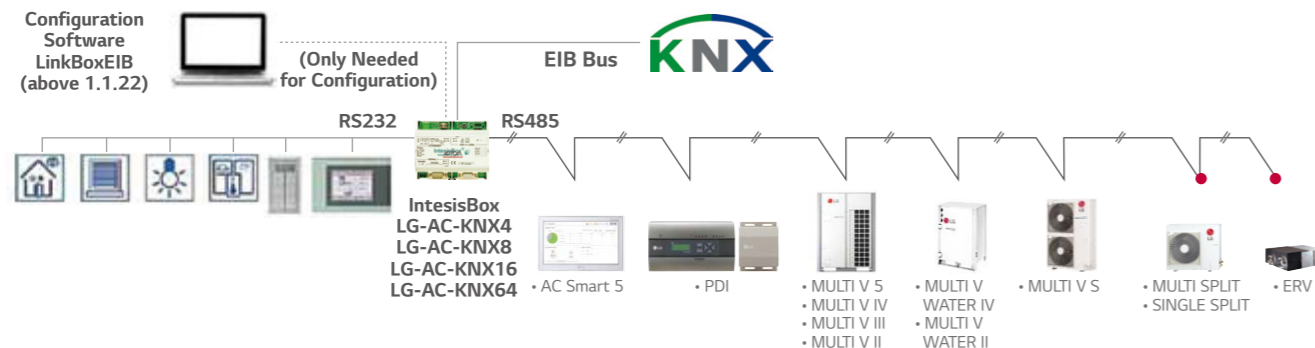 Configuration
Software
LinkBoxEIB
(above 1.1.22)
(Only Needed
for Configuration)
EIB Bus
KNX
RS232
RS485
IntesisBox
LG-AC-KNX4
LG-AC-KNX8
LG-AC-KNX16
LG-AC-KNX64
• AC Smart 5
• PDI
• MULTI V 5
• MULTI V IV
• MULTI V III
• MULTI V II
• MULTI V
WATER IV
• MULTI V
WATER II
• MULTI V S
• MULTI SPLIT
• SINGLE SPLIT
• ERV